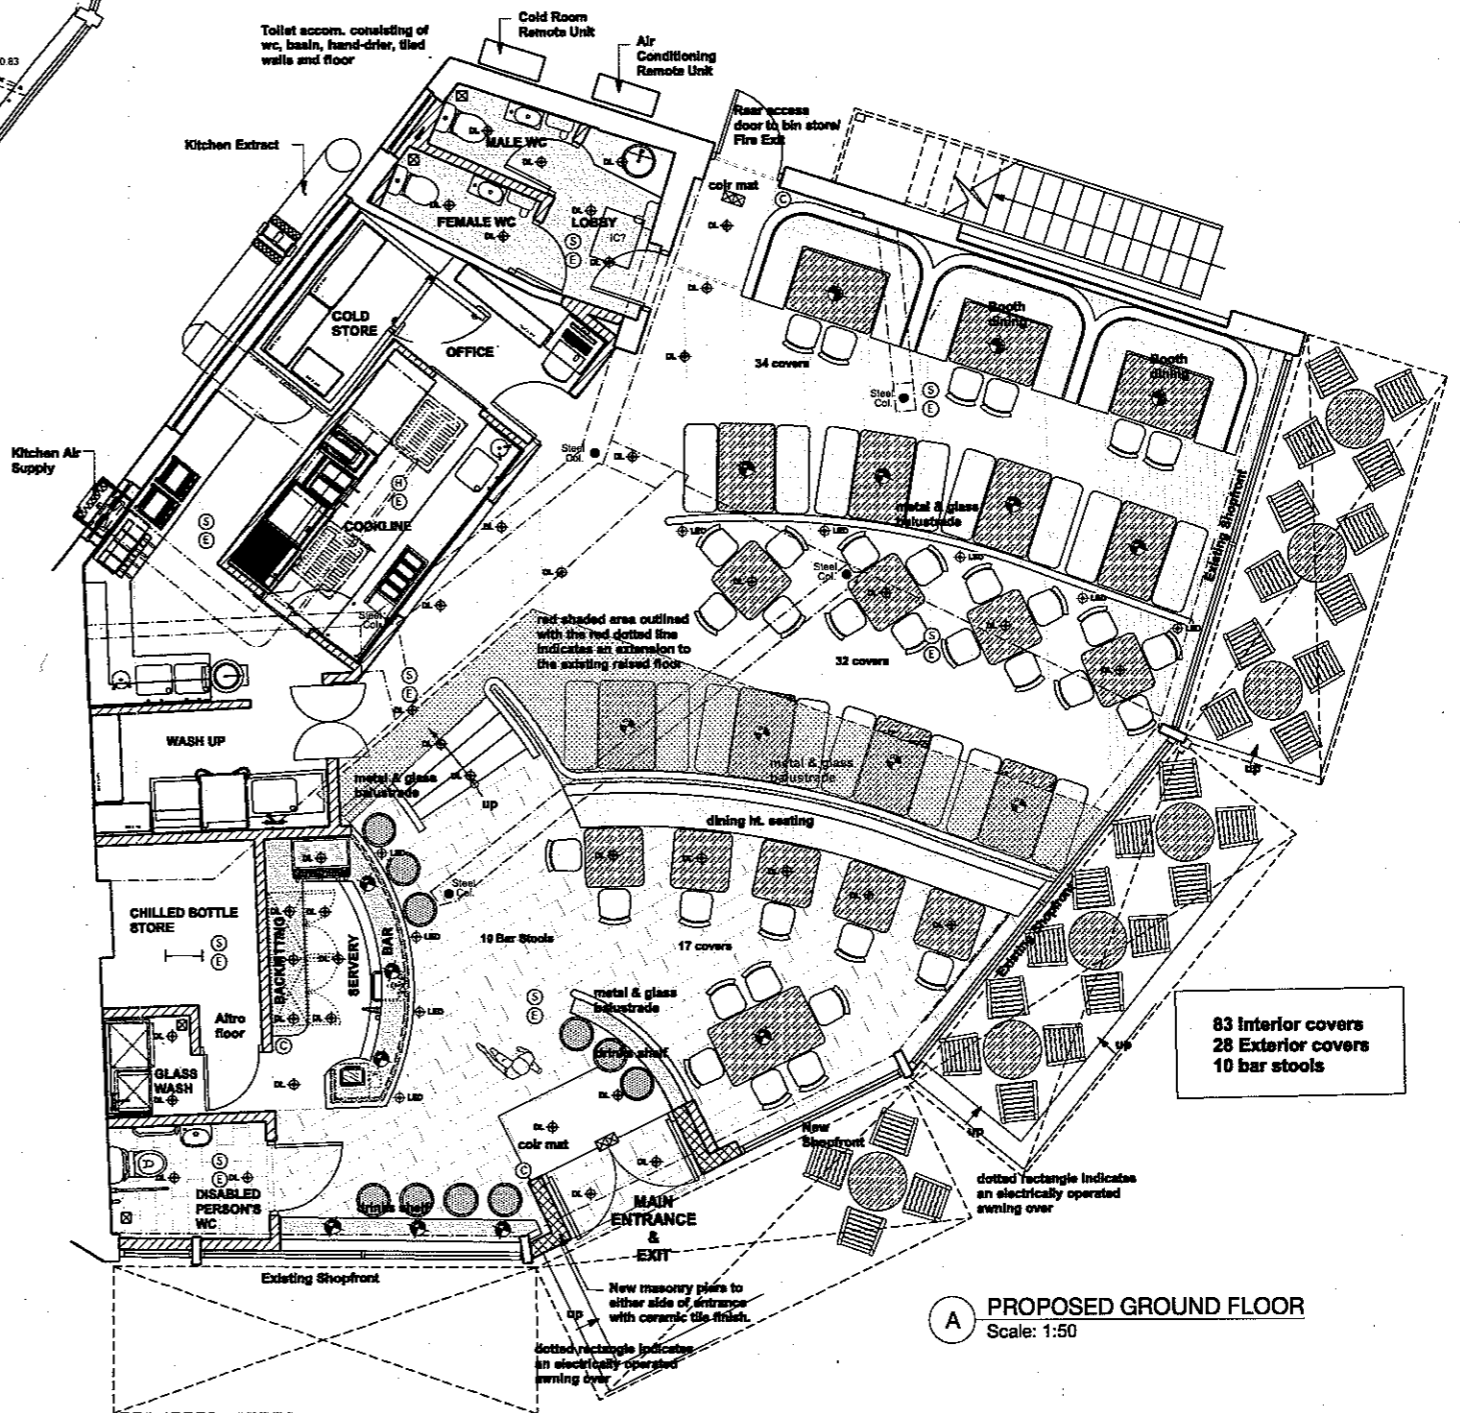 0.83
Toilet accom. consisting of
wc, basin, hand-drier, tiled
walls and floor
Cold Room
Remote Unit
Air
Conditioning
Remote Unit
Rear access
door to bin store/
Fire Exit
Kitchen Extract
MALE WC
coir mat
FEMALE WC
LOBBY
IC?
COLD
STORE
OFFICE
Booth
dining
Booth
dining
34 covers
Steel
Col.
Steel
Col.
Kitchen Air
Supply
COOKLINE
metal & glass
balustrade
Existing Shopfront
Steel
Col.
Steel
Col.
red shaded area outlined
with the red dotted line
indicates an extension to
the existing raised floor
32 covers
WASH UP
metal & glass
balustrade
metal & glass
balustrade
up
up
dining ht. seating
Steel
Col.
CHILLED BOTTLE
STORE
BACKFITTING
SERVERY
BAR
10 Bar Stools
17 covers
Existing Shopfront
metal & glass
balustrade
Altro
floor
drinks shelf
GLASS
WASH
83 Interior covers
28 Exterior covers
10 bar stools
up
up
coir mat
New
Shopfront
DISABLED
PERSON'S
WC
drinks shelf
MAIN
ENTRANCE
&
EXIT
dotted rectangle indicates
an electrically operated
awning over
Existing Shopfront
New masonry piers to
either side of entrance
with ceramic tile finish.
up
dotted rectangle indicates
an electrically operated
awning over
A
PROPOSED GROUND FLOOR
Scale: 1:50